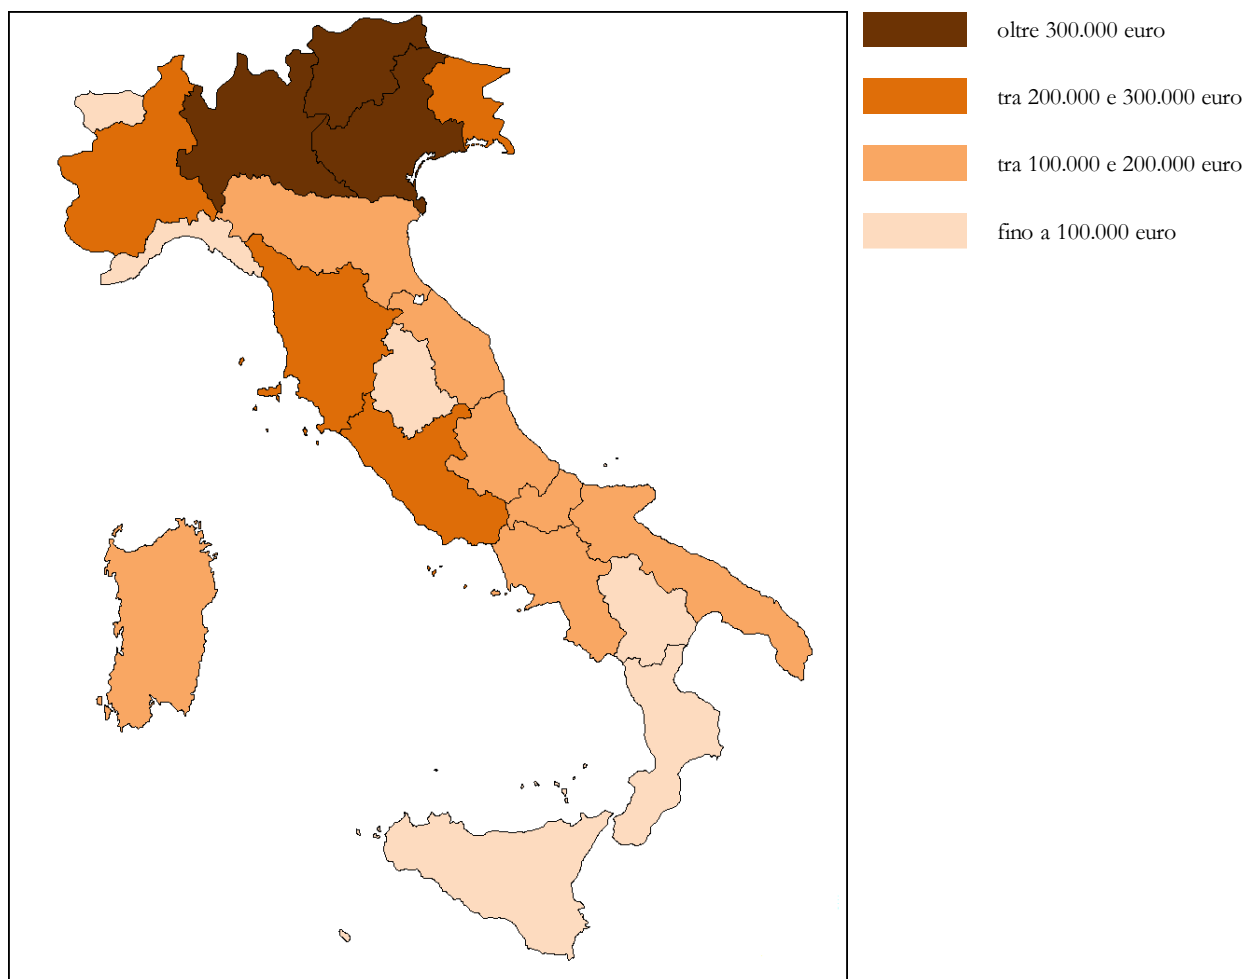 oltre 300.000 euro
tra 200.000 e 300.000 euro
tra 100.000 e 200.000 euro
fino a 100.000 euro